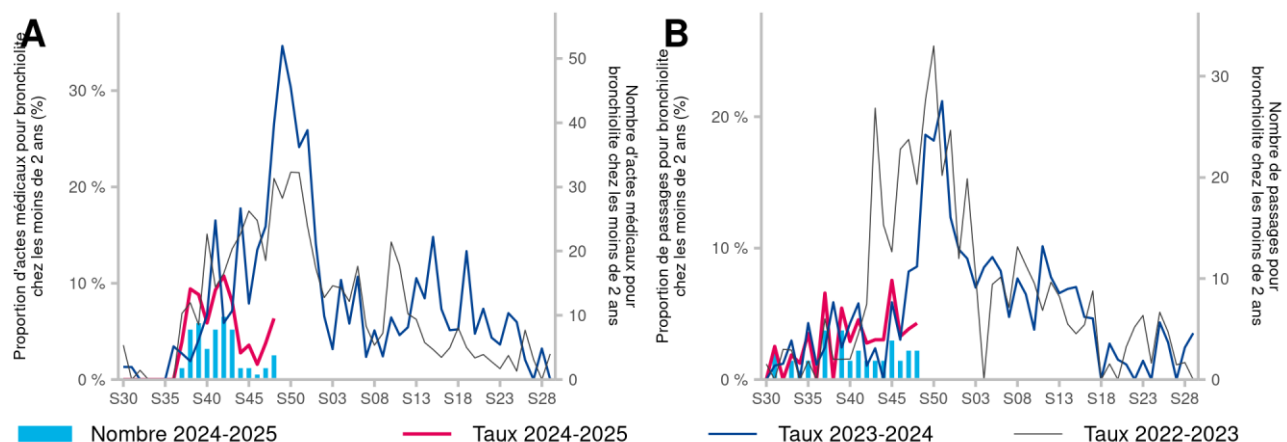 A
Proportion d'actes médicaux pour bronchiolite
chez les moins de 2 ans (%)
30 %
20 %
10 %
0 %
50
40
30
20
10
0
Nombre d'actes médicaux pour
bronchiolite chez les moins de 2 ans
S30 S35 S40 S45 S50 S03 S08 S13 S18 S23 S28
B
Proportion de passages pour bronchiolite
chez les moins de 2 ans (%)
20 %
10 %
0 %
30
20
10
0
Nombre de passages pour
bronchiolite chez les moins de 2 ans
S30 S35 S40 S45 S50 S03 S08 S13 S18 S23 S28
Nombre 2024-2025 Taux 2024-2025 Taux 2023-2024 Taux 2022-2023